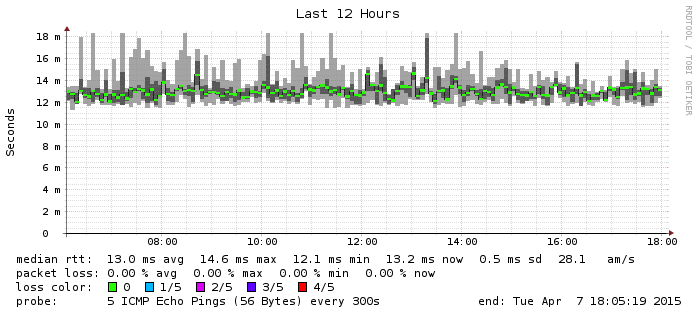 Last 12 Hours
RRDTOOL / TOBI OETIKER
Seconds
18 m
16 m
14 m
12 m
10 m
8 m
6 m
4 m
2 m
0
08:00 10:00 12:00 14:00 16:00 18:00
median rtt: 13.0 ms avg 14.6 ms max 12.1 ms min 13.2 ms now 0.5 ms sd 28.1 am/s
packet loss: 0.00 % avg 0.00 % max 0.00 % min 0.00 % now
loss color: 0 1/5 2/5 3/5 4/5
probe: 5 ICMP Echo Pings (56 Bytes) every 300s end: Tue Apr 7 18:05:19 2015